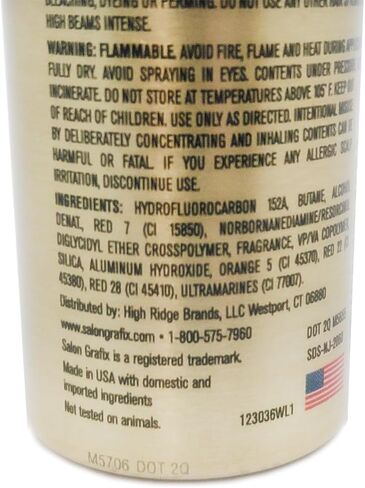 BLEACHING, DYEING OR PERMING. DO NOT USE ANY OTHER HAIR
HIGH BEAMS INTENSE.
WARNING: FLAMMABLE. AVOID FIRE, FLAME AND HEAT DURING
FULLY DRY. AVOID SPRAYING IN EYES. CONTENTS UNDER
INCINERATE. DO NOT STORE AT TEMPERATURES ABOVE 105°F. KEEP OUT
OF REACH OF CHILDREN. USE ONLY AS DIRECTED. INTENTIONAL MISUSE
BY DELIBERATELY CONCENTRATING AND INHALING CONTENTS CAN BE
HARMFUL OR FATAL. IF YOU EXPERIENCE ANY ALLERGIC SCALP
IRRITATION, DISCONTINUE USE.
INGREDIENTS: HYDROFLUOROCARBON 152A, BUTANE, ALCOHOL
DENAT, RED 7 (CI 15850), NORBORNANEDIAMINE/RESORCINOL
DIGLYCIDYL ETHER CROSSPOLYMER, FRAGRANCE, VP/VA COPOLYMER,
SILICA, ALUMINUM HYDROXIDE, ORANGE 5 (CI 45370), RED 21 (CI
45380), RED 28 (CI 45410), ULTRAMARINES (CI 77007).
Distributed by: High Ridge Brands, LLC Westport, CT 06880
www.salongrafix.com • 1-800-575-7960
DOT 2Q
Salon Grafix is a registered trademark.
Made in USA with domestic and
imported ingredients
Not tested on animals.
123036WL1
M5706 DOT 2Q